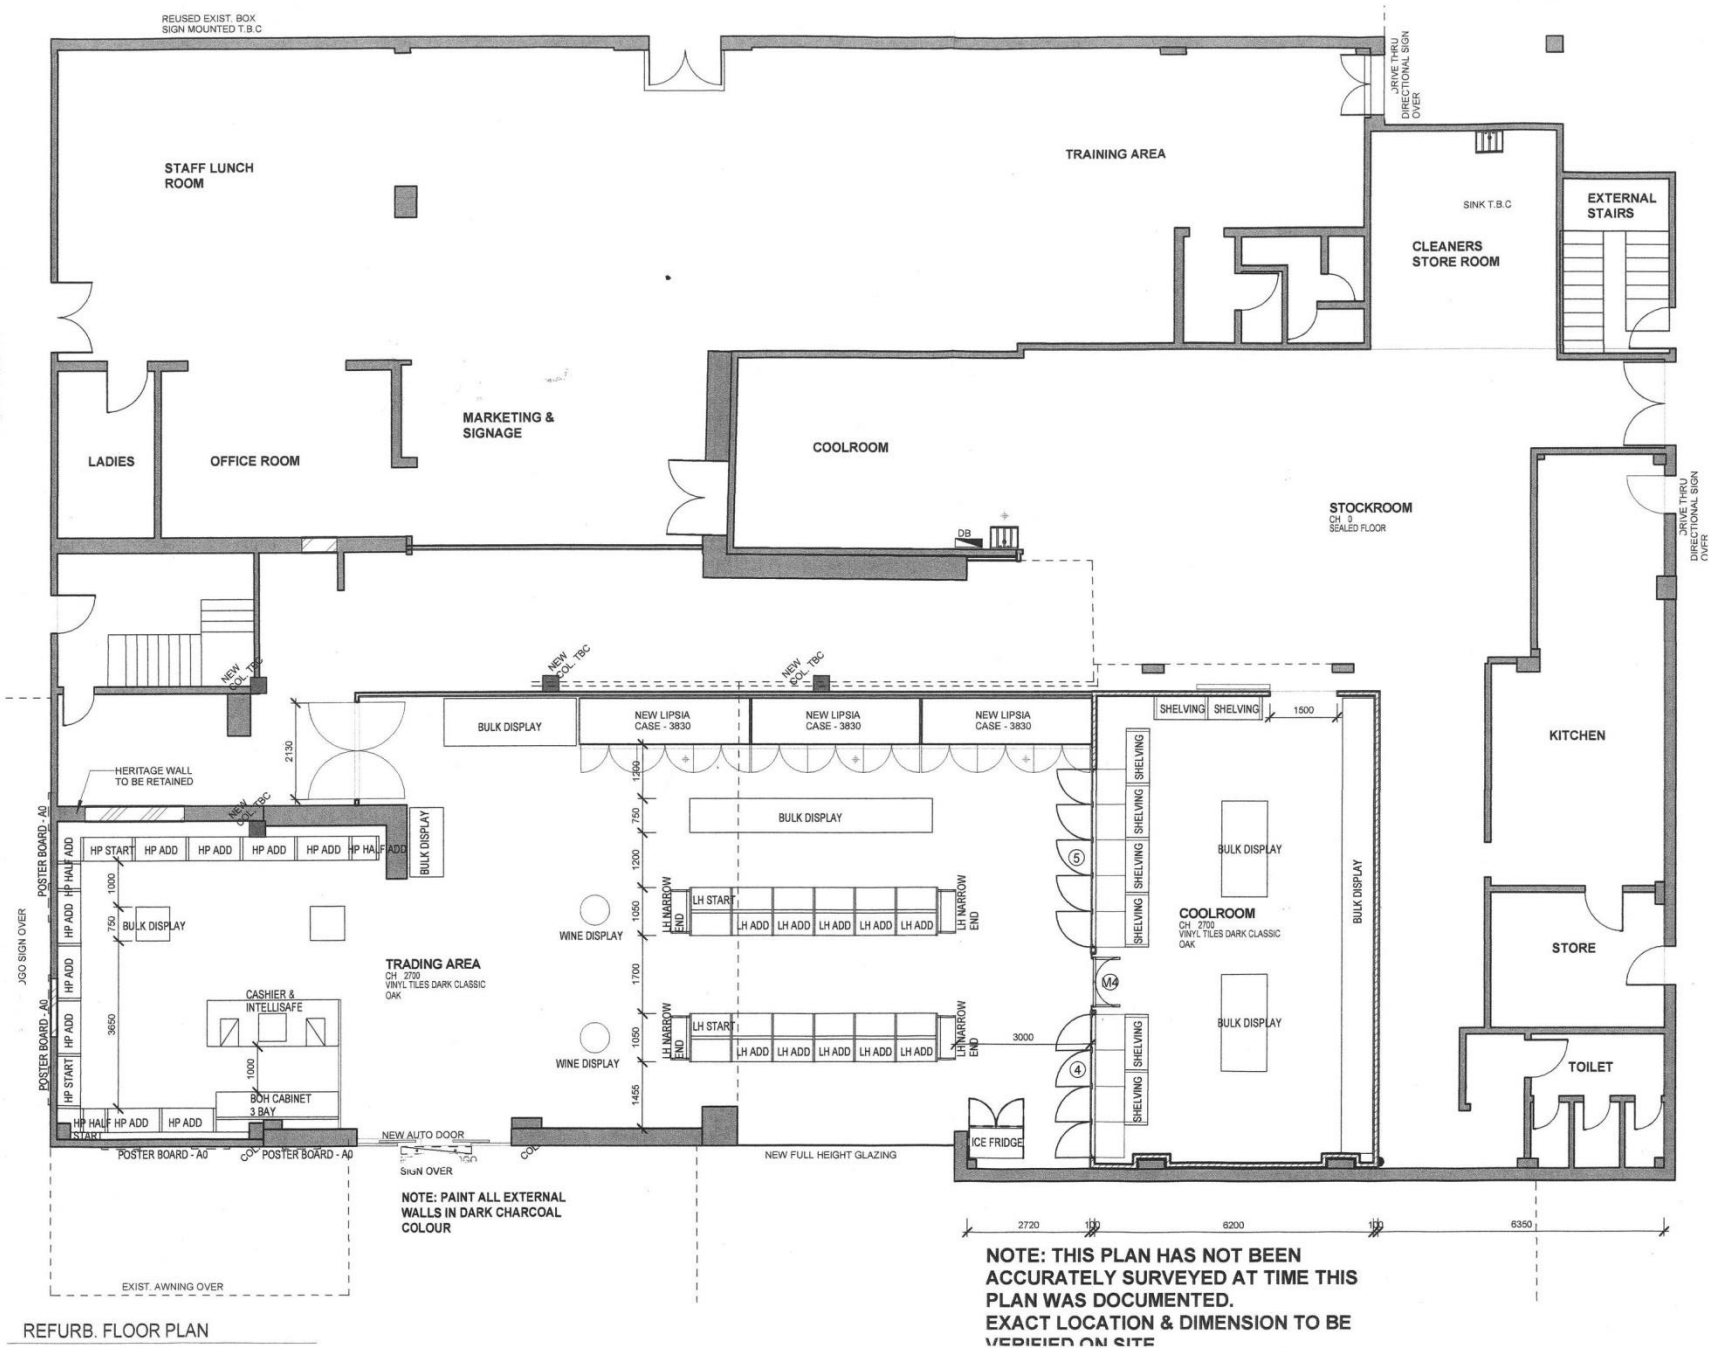 REUSED EXIST. BOX
SIGN MOUNTED T.B.C
DRIVE THRU
DIRECTIONAL SIGN
OVER
STAFF LUNCH
ROOM
TRAINING AREA
SINK T.B.C
EXTERNAL
STAIRS
CLEANERS
STORE ROOM
MARKETING &
SIGNAGE
LADIES
OFFICE ROOM
COOLROOM
STOCKROOM
CH 0
SEALED FLOOR
DRIVE THRU
DIRECTIONAL SIGN
OVER
DB
NEW
COL. TBC
NEW
COL. TBC
NEW
COL. TBC
BULK DISPLAY
NEW LIPSIA
CASE - 3830
NEW LIPSIA
CASE - 3830
NEW LIPSIA
CASE - 3830
SHELVING
SHELVING
1500
KITCHEN
2130
HERITAGE WALL
TO BE RETAINED
NEW
COL. TBC
1200
750
1200
1050
1700
1050
1455
BULK DISPLAY
BULK DISPLAY
SHELVING
SHELVING
SHELVING
SHELVING
BULK DISPLAY
BULK DISPLAY
5
POSTER BOARD - A0
HP HALF ADD
HP START
HP ADD
HP ADD
HP ADD
HP ADD
HP HALF ADD
HP ADD
HP ADD
HP ADD
HP START
1000
750
3650
BULK DISPLAY
WINE DISPLAY
LH NARROW
END
LH START
LH ADD
LH ADD
LH ADD
LH ADD
LH ADD
LH NARROW
END
COOLROOM
CH 2700
VINYL TILES DARK CLASSIC
OAK
STORE
JGO SIGN OVER
TRADING AREA
CH 2700
VINYL TILES DARK CLASSIC
OAK
M4
CASHIER &
INTELLISAFE
POSTER BOARD - A0
1000
WINE DISPLAY
LH NARROW
END
LH START
LH ADD
LH ADD
LH ADD
LH ADD
LH ADD
LH NARROW
END
3000
4
SHELVING
SHELVING
BULK DISPLAY
TOILET
BOH CABINET
3 BAY
HP HALF
START
HP ADD
HP ADD
ICE FRIDGE
NEW AUTO DOOR
POSTER BOARD - A0
POSTER BOARD - A0
SIGN OVER
NEW FULL HEIGHT GLAZING
NOTE: PAINT ALL EXTERNAL
WALLS IN DARK CHARCOAL
COLOUR
2720
100
6200
100
6350
EXIST. AWNING OVER
NOTE: THIS PLAN HAS NOT BEEN
ACCURATELY SURVEYED AT TIME THIS
PLAN WAS DOCUMENTED.
EXACT LOCATION & DIMENSION TO BE
VERIFIED ON SITE
REFURB. FLOOR PLAN